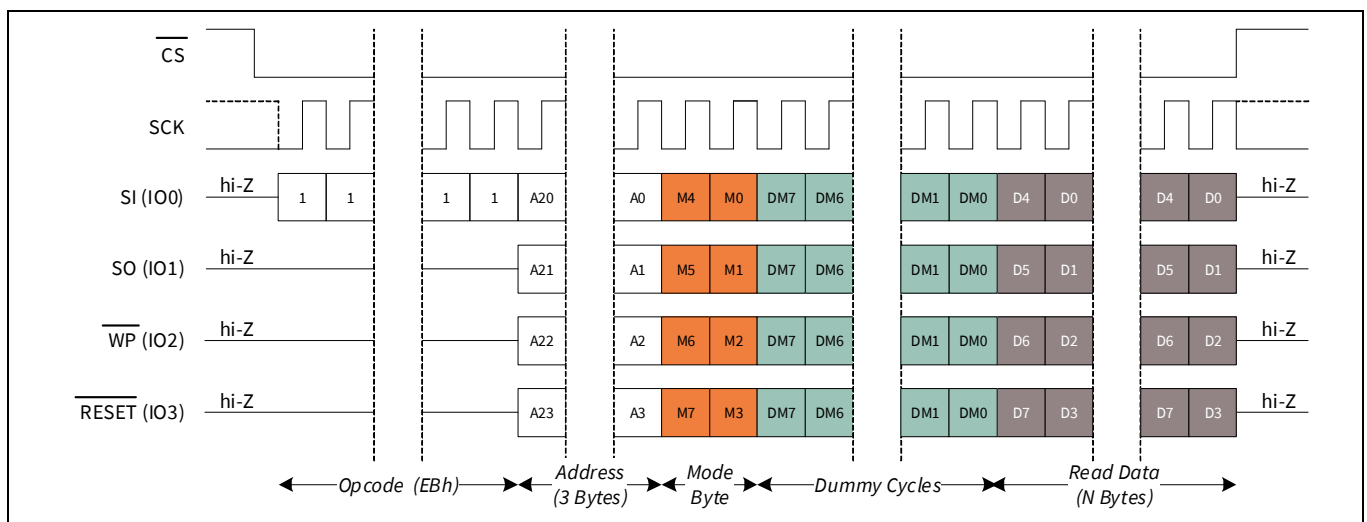 CS
SCK
SI (IO0) hi-Z 1 1 1 1 A20 A0 M4 M0 DM7 DM6 DM1 DM0 D4 D0 D4 D0 hi-Z
SO (IO1) hi-Z A21 A1 M5 M1 DM7 DM6 DM1 DM0 D5 D1 D5 D1 hi-Z
WP (IO2) hi-Z A22 A2 M6 M2 DM7 DM6 DM1 DM0 D6 D2 D6 D2 hi-Z
RESET (IO3) hi-Z A23 A3 M7 M3 DM7 DM6 DM1 DM0 D7 D3 D7 D3 hi-Z
Opcode (EBh) Address Mode Dummy Cycles Read Data
(3 Bytes) Byte (N Bytes)